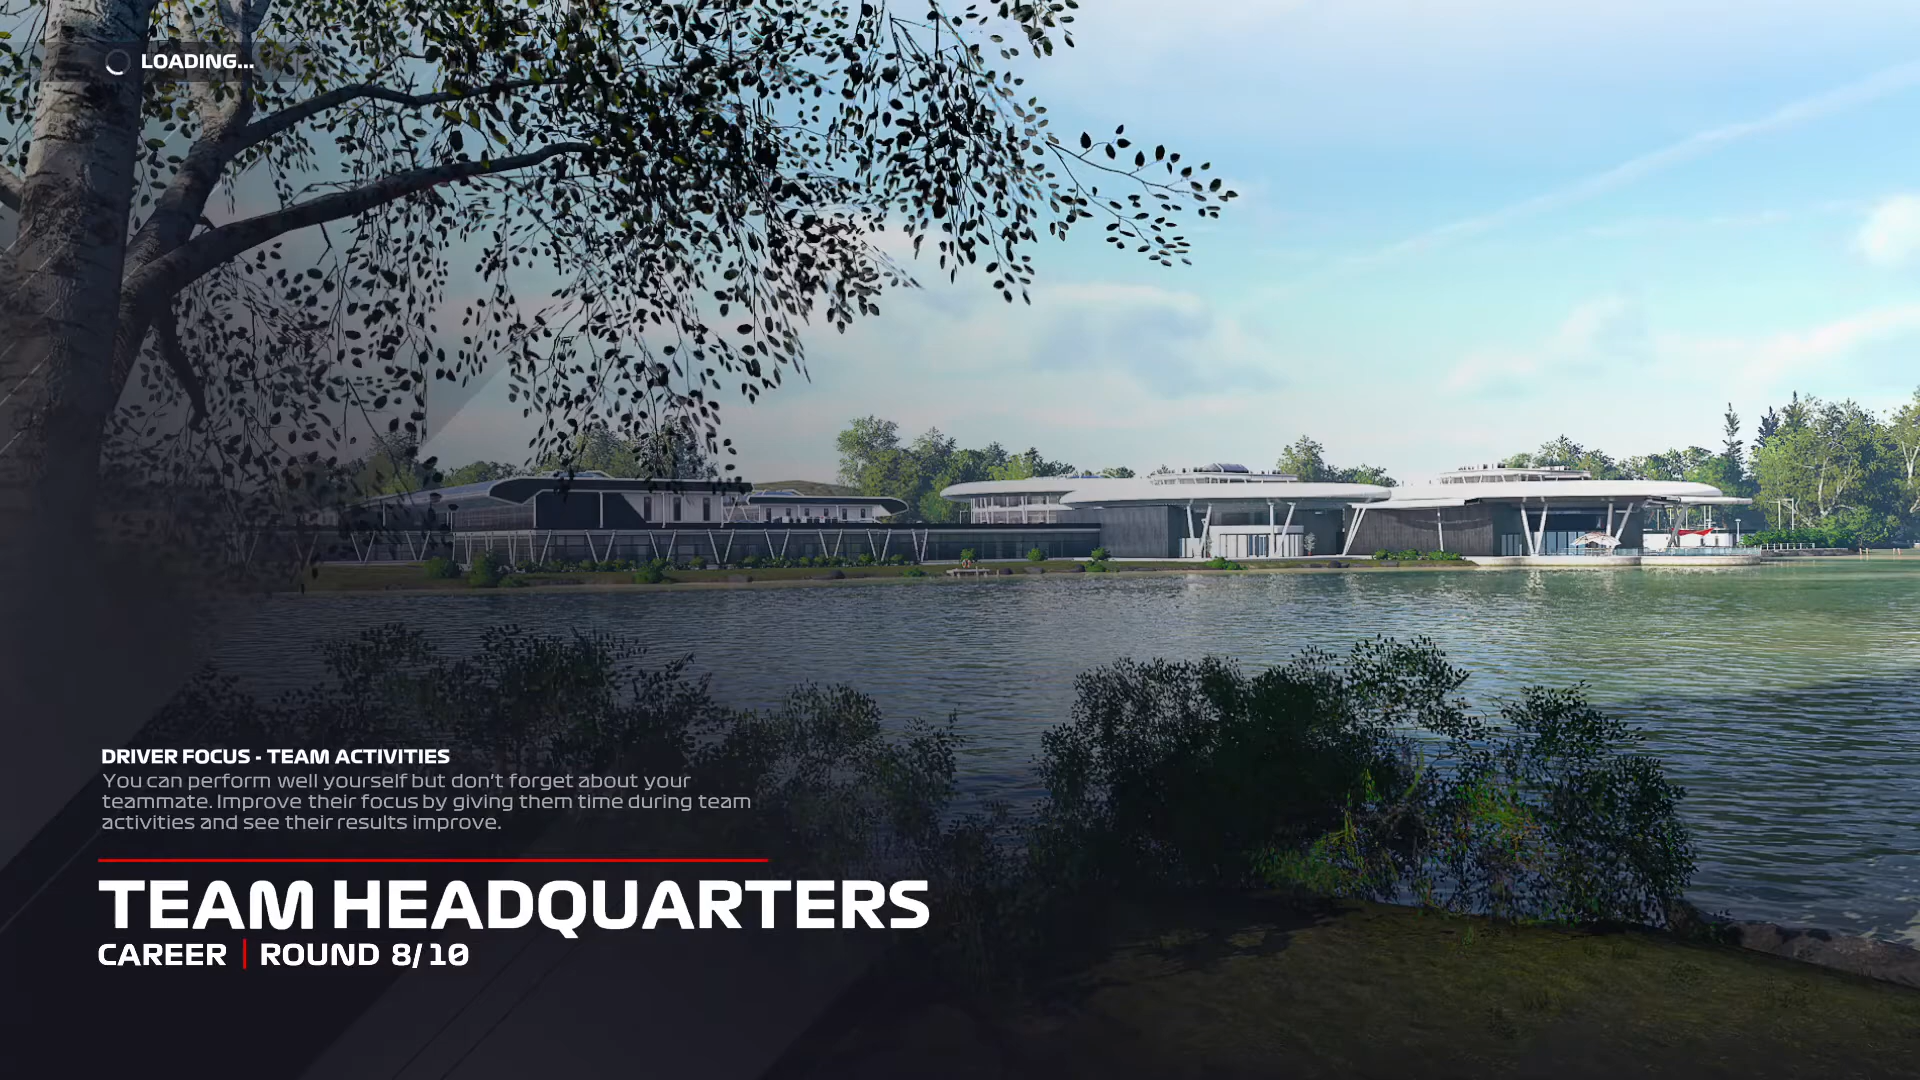 LOADING...
DRIVER FOCUS - TEAM ACTIVITIES
You can perform well yourself but don't forget about your
teammate. Improve their focus by giving them time during team
activities and see their results improve.
TEAM HEADQUARTERS
CAREER | ROUND 8/10